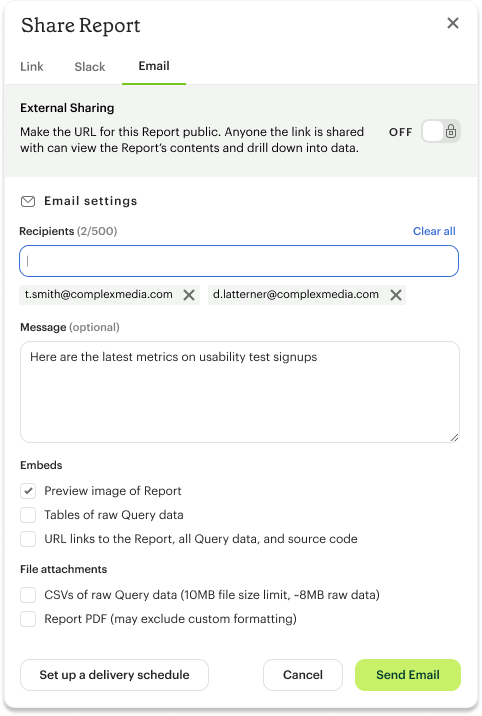 Share Report
Link Slack Email
External Sharing
Make the URL for this Report public. Anyone the link is shared
with can view the Report’s contents and drill down into data.
OFF
Email settings
Recipients (2/500) Clear all
t.smith@complexmedia.com d.latterner@complexmedia.com
Message (optional)
Here are the latest metrics on usability test signups
Embeds
Preview image of Report
Tables of raw Query data
URL links to the Report, all Query data, and source code
File attachments
CSVs of raw Query data (10MB file size limit, ~8MB raw data)
Report PDF (may exclude custom formatting)
Set up a delivery schedule Cancel Send Email